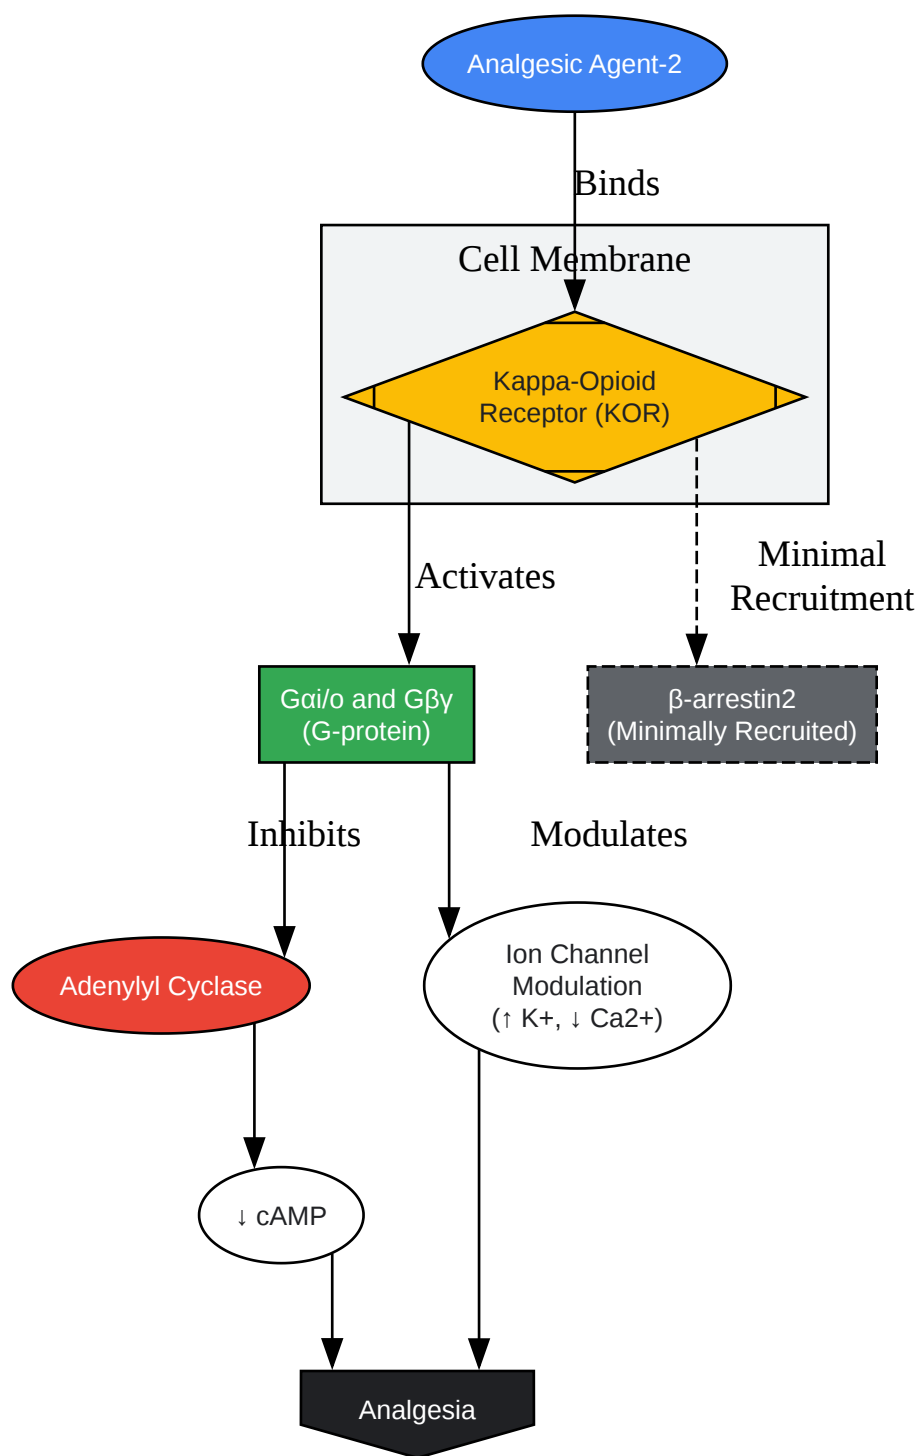 Analgesic Agent-2
Binds
Cell Membrane
Kappa-Opioid
Receptor (KOR)
Activates
Minimal
Recruitment
Gαi/o and Gβγ
(G-protein)
β-arrestin2
(Minimally Recruited)
Inhibits
Modulates
Adenylyl Cyclase
Ion Channel
Modulation
(↑ K+, ↓ Ca2+)
↓ cAMP
Analgesia